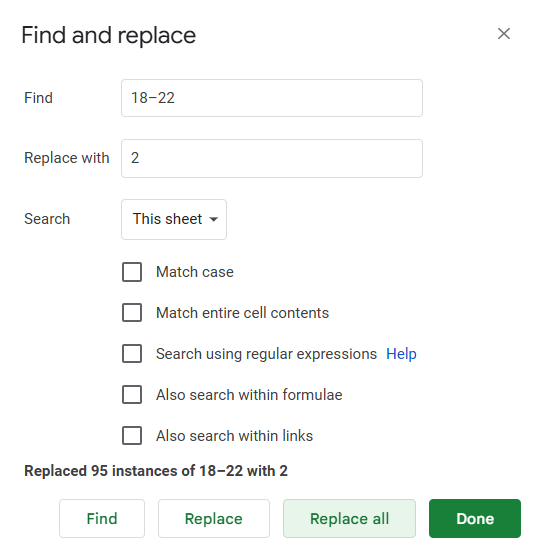 Find and replace
Find 18–22
Replace with 2
Search This sheet
Match case
Match entire cell contents
Search using regular expressions Help
Also search within formulae
Also search within links
Replaced 95 instances of 18–22 with 2
Find Replace Replace all Done